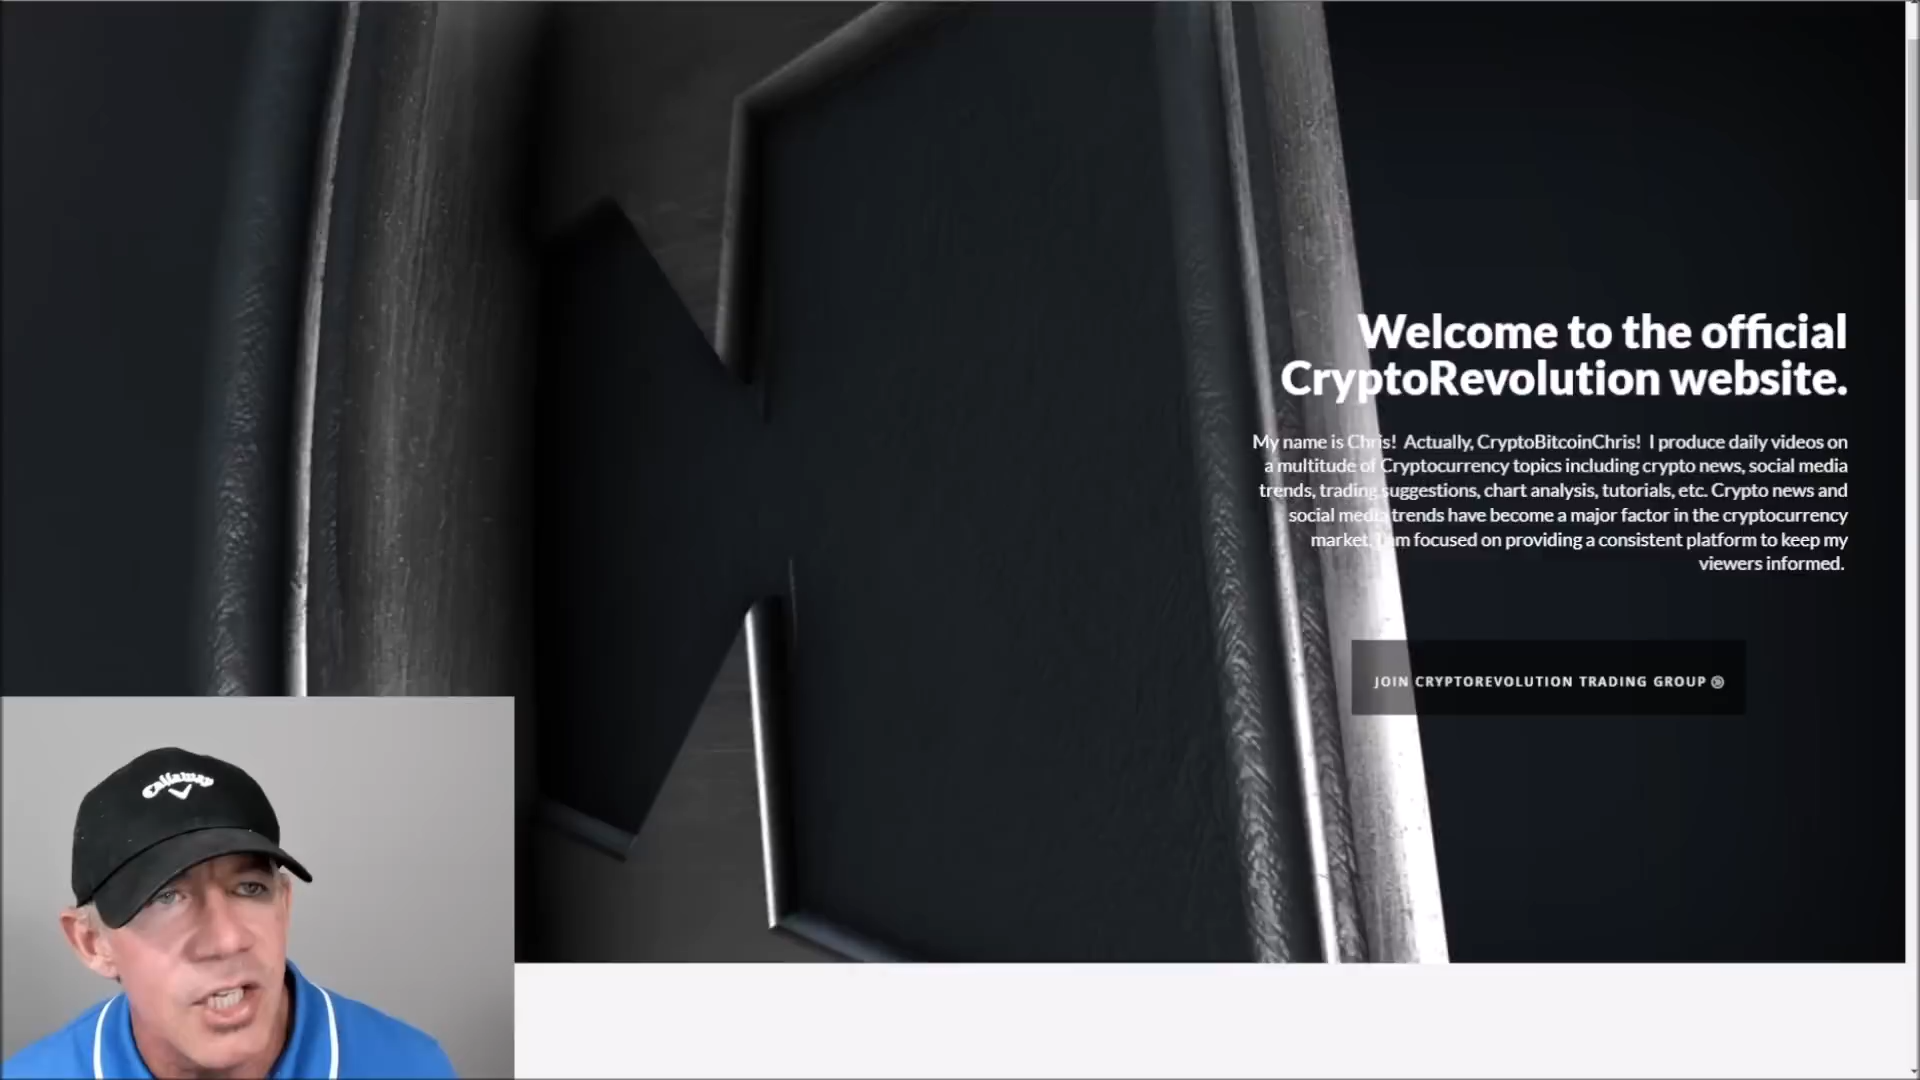 Welcome to the official
CryptoRevolution website.
My name is Chris! Actually, CryptoBitcoinChris! I produce daily videos on
a multitude of Cryptocurrency topics including crypto news, social media
trends, trading suggestions, chart analysis, tutorials, etc. Crypto news and
social media trends have become a major factor in the cryptocurrency
market. I am focused on providing a consistent platform to keep my
viewers informed.
JOIN CRYPTOREVOLUTION TRADING GROUP
Callaway